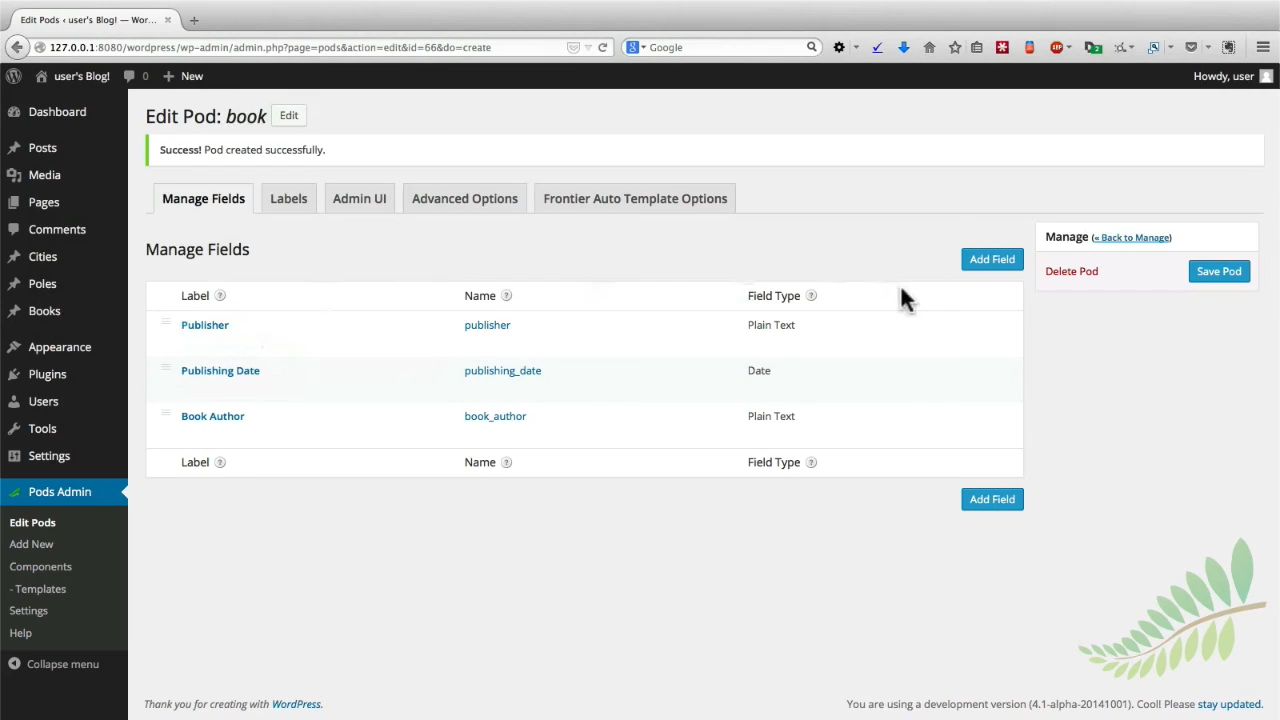 Edit Pods ‹ user's Blog! — Wor...
127.0.0.1:8080/wordpress/wp-admin/admin.php?page=pods&action=edit&id=66&do=create
Google
user's Blog!
0
New
Howdy, user
Dashboard
Posts
Media
Pages
Comments
Cities
Poles
Books
Appearance
Plugins
Users
Tools
Settings
Pods Admin
Edit Pods
Add New
Components
- Templates
Settings
Help
Collapse menu
Edit Pod: book
Edit
Success! Pod created successfully.
Manage Fields
Labels
Admin UI
Advanced Options
Frontier Auto Template Options
Manage Fields
Add Field
Label ? Name ? Field Type ?
Publisher publisher Plain Text
Publishing Date publishing_date Date
Book Author book_author Plain Text
Label ? Name ? Field Type ?
Add Field
Manage (« Back to Manage)
Delete Pod
Save Pod
Thank you for creating with WordPress.
You are using a development version (4.1-alpha-20141001). Cool! Please stay updated.